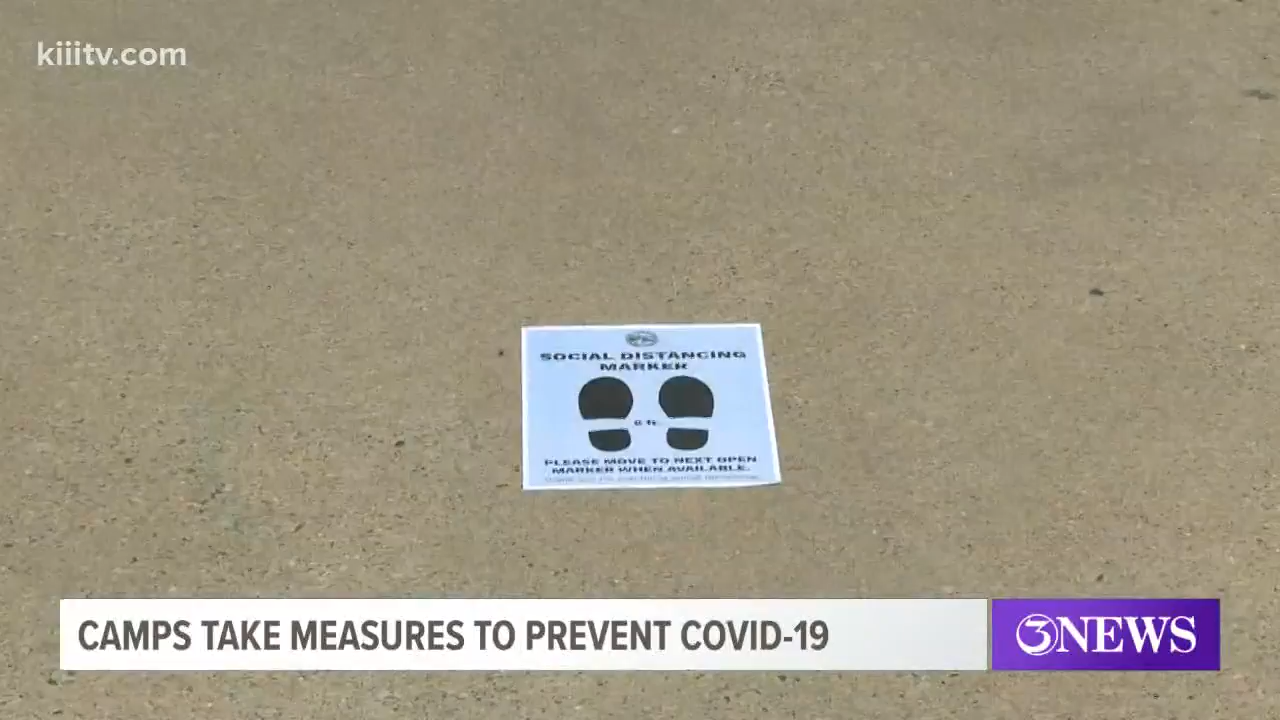 kiiitv.com
SOCIAL DISTANCING
MARKER
6 ft.
PLEASE MOVE TO NEXT OPEN
MARKER WHEN AVAILABLE.
CAMPS TAKE MEASURES TO PREVENT COVID-19
3NEWS